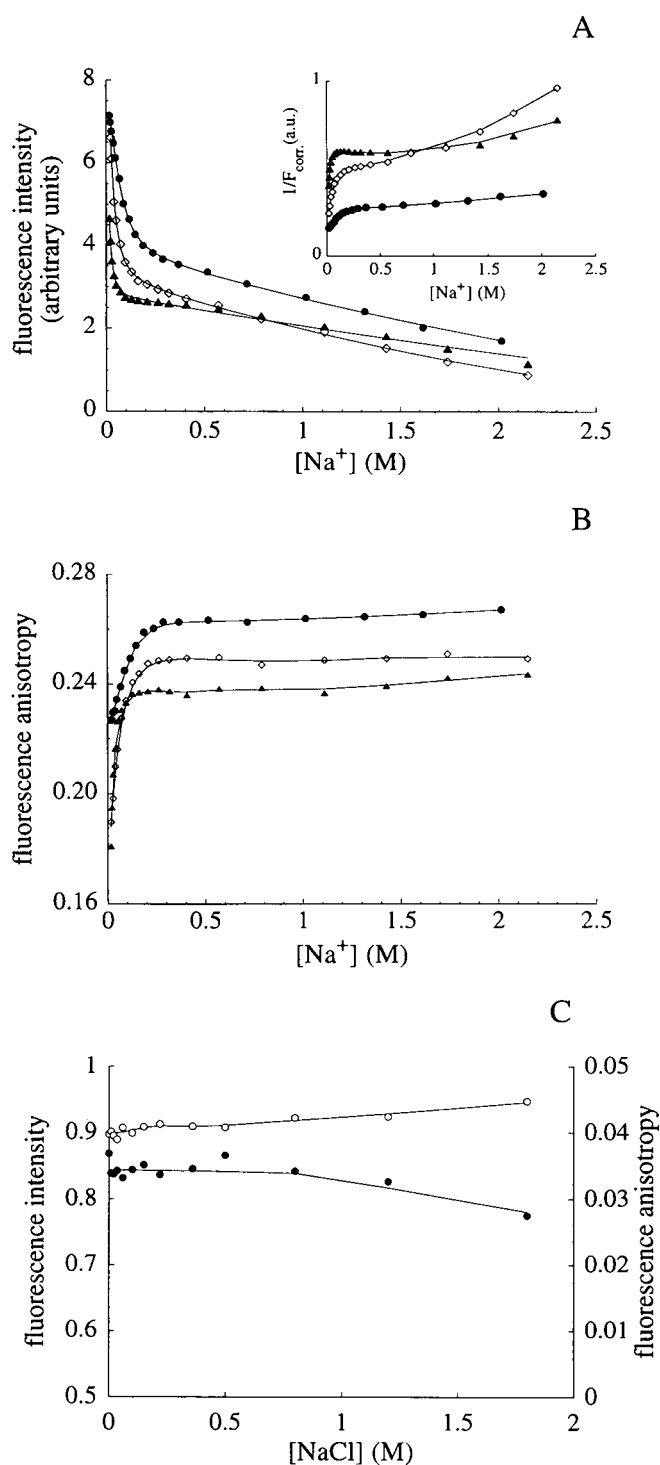 A
8
6
4
2
0
fluorescence intensity
(arbitrary units)
0 0.5 1 1.5 2 2.5
[Na⁺] (M)
1
0
1/F corr. (a.u.)
0 0.5 1 1.5 2 2.5
[Na⁺] (M)
B
0.28
0.24
0.20
0.16
fluorescence anisotropy
0 0.5 1 1.5 2 2.5
[Na⁺] (M)
C
1
0.9
0.8
0.7
0.6
0.5
fluorescence intensity
0.05
0.04
0.03
0.02
0.01
0
fluorescence anisotropy
0 0.5 1 1.5 2
[NaCl] (M)